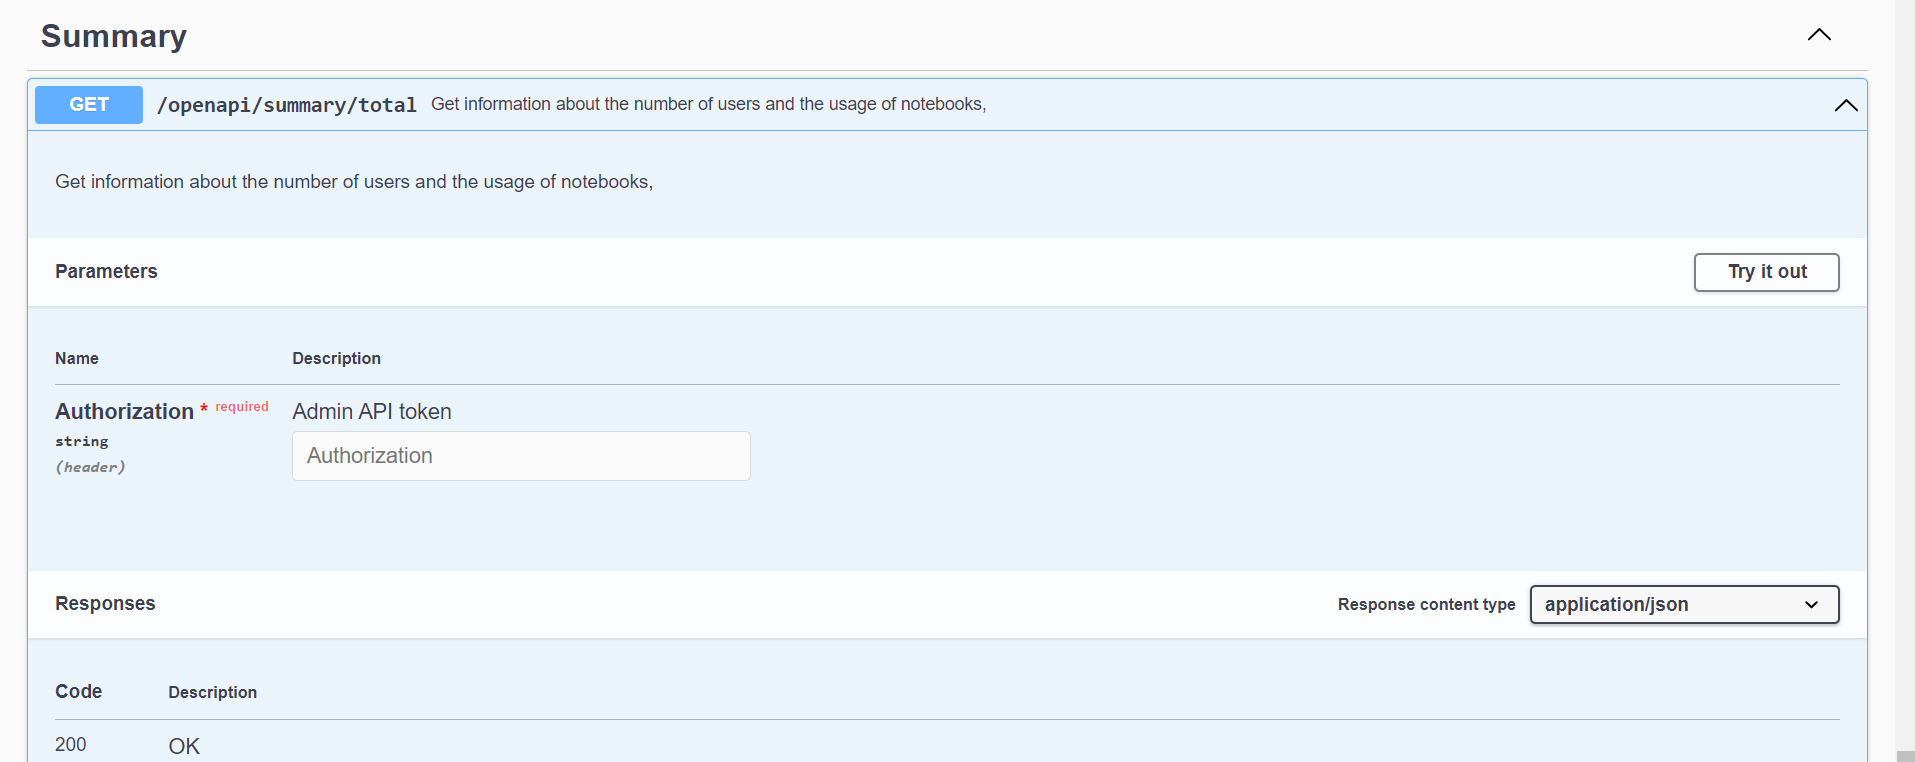 Summary
GET /openapi/summary/total Get information about the number of users and the usage of notebooks,
Get information about the number of users and the usage of notebooks,
Parameters Try it out
Name Description
Authorization * required Admin API token
string
(header)
Authorization
Responses Response content type application/json
Code Description
200 OK